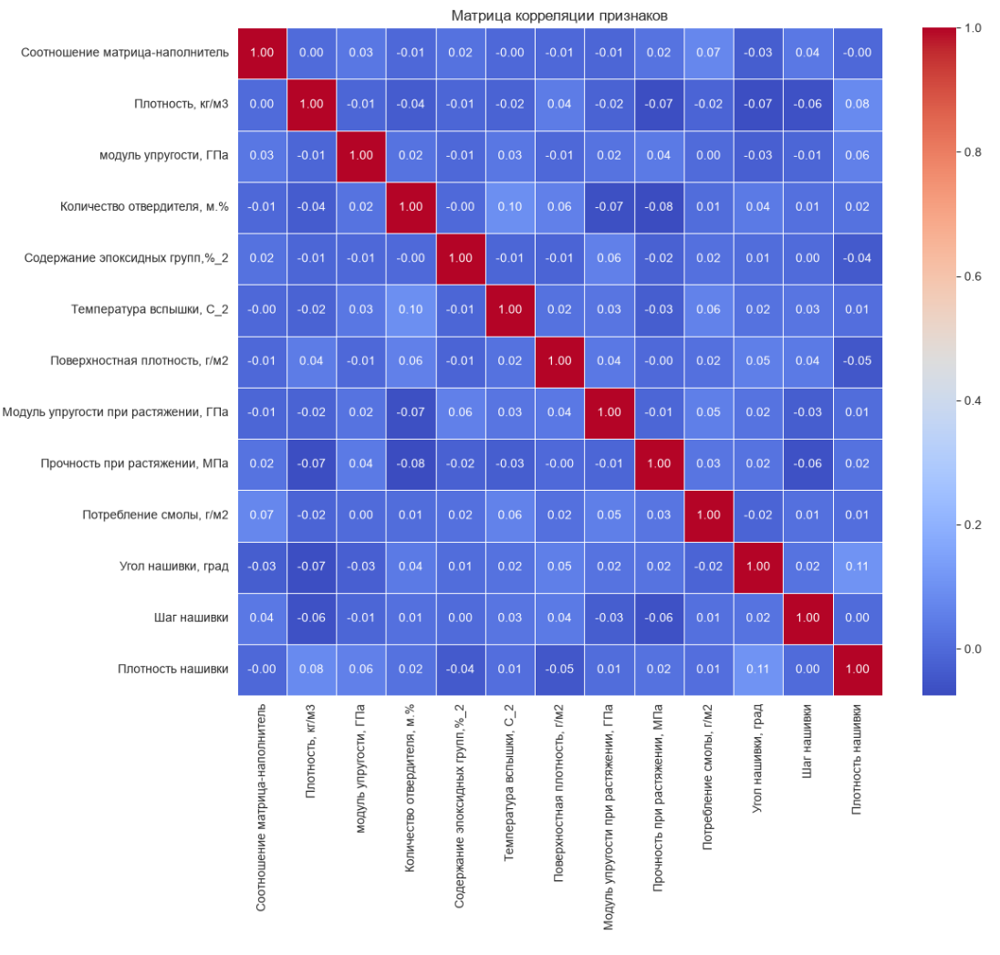 Матрица корреляции признаков
Соотношение матрица-наполнитель 1.00 0.00 0.03 -0.01 0.02 -0.00 -0.01 -0.01 0.02 0.07 -0.03 0.04 -0.00
Плотность, кг/м3 0.00 1.00 -0.01 -0.04 -0.01 -0.02 0.04 -0.02 -0.07 -0.02 -0.07 -0.06 0.08
модуль упругости, ГПа 0.03 -0.01 1.00 0.02 -0.01 0.03 -0.01 0.02 0.04 0.00 -0.03 -0.01 0.06
Количество отвердителя, м.% -0.01 -0.04 0.02 1.00 -0.00 0.10 0.06 -0.07 -0.08 0.01 0.04 0.01 0.02
Содержание эпоксидных групп,%_2 0.02 -0.01 -0.01 -0.00 1.00 -0.01 -0.01 0.06 -0.02 0.02 0.01 0.00 -0.04
Температура вспышки, С_2 -0.00 -0.02 0.03 0.10 -0.01 1.00 0.02 0.03 -0.03 0.06 0.02 0.03 0.01
Поверхностная плотность, г/м2 -0.01 0.04 -0.01 0.06 -0.01 0.02 1.00 0.04 -0.00 0.02 0.05 0.04 -0.05
Модуль упругости при растяжении, ГПа -0.01 -0.02 0.02 -0.07 0.06 0.03 0.04 1.00 -0.01 0.05 0.02 -0.03 0.01
Прочность при растяжении, МПа 0.02 -0.07 0.04 -0.08 -0.02 -0.03 -0.00 -0.01 1.00 0.03 0.02 -0.06 0.02
Потребление смолы, г/м2 0.07 -0.02 0.00 0.01 0.02 0.06 0.02 0.05 0.03 1.00 -0.02 0.01 0.01
Угол нашивки, град -0.03 -0.07 -0.03 0.04 0.01 0.02 0.05 0.02 0.02 -0.02 1.00 0.02 0.11
Шаг нашивки 0.04 -0.06 -0.01 0.01 0.00 0.03 0.04 -0.03 -0.06 0.01 0.02 1.00 0.00
Плотность нашивки -0.00 0.08 0.06 0.02 -0.04 0.01 -0.05 0.01 0.02 0.01 0.11 0.00 1.00
Соотношение матрица-наполнитель
Плотность, кг/м3
модуль упругости, ГПа
Количество отвердителя, м.%
Содержание эпоксидных групп,%_2
Температура вспышки, С_2
Поверхностная плотность, г/м2
Модуль упругости при растяжении, ГПа
Прочность при растяжении, МПа
Потребление смолы, г/м2
Угол нашивки, град
Шаг нашивки
Плотность нашивки
1.0
0.8
0.6
0.4
0.2
0.0